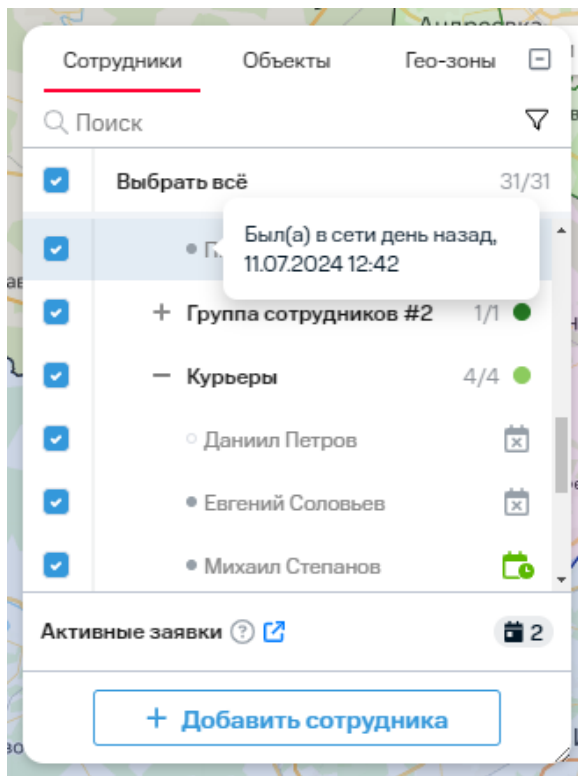 Андреевка
Сотрудники Объекты Гео-зоны
Поиск
Выбрать всё 31/31
Был(а) в сети день назад,
11.07.2024 12:42
Группа сотрудников #2 1/1
Курьеры 4/4
Даниил Петров
Евгений Соловьев
Михаил Степанов
Активные заявки ? 2
+ Добавить сотрудника